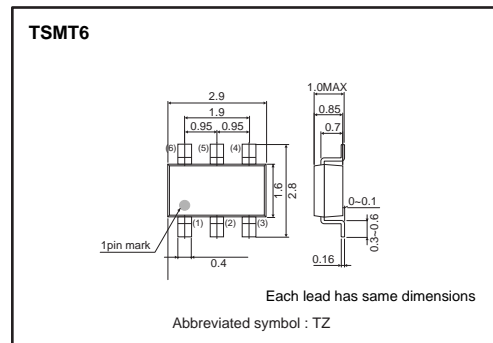 TSMT6
1.0MAX
2.9
0.85
1.9
0.7
0.95 0.95
(6) (5) (4)
1.6
2.8
0~0.1
0.3~0.6
(1) (2) (3)
1pin mark
0.4
0.16
Each lead has same dimensions
Abbreviated symbol : TZ